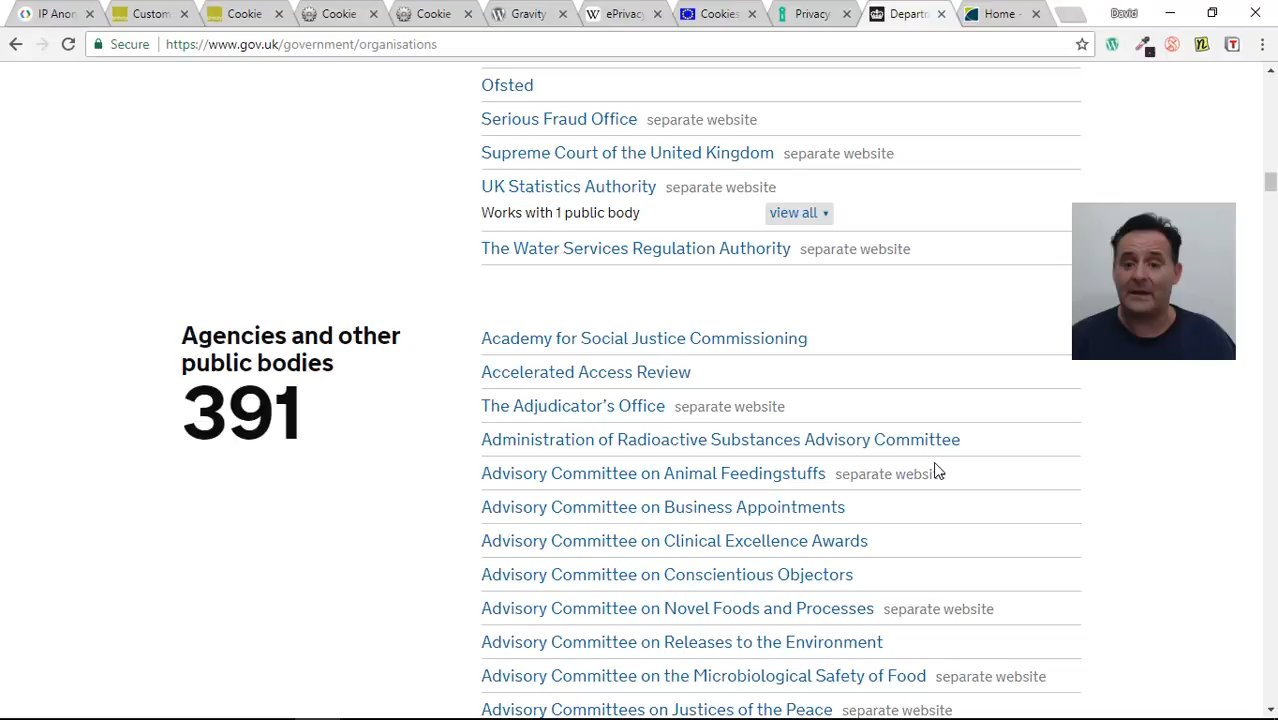 IP Anon
Custom
Cookie
Cookie
Cookie
Gravity
ePrivacy
Cookies
Privacy
Departm
Home -
David
Secure
https://www.gov.uk/government/organisations
Ofsted
Serious Fraud Office separate website
Supreme Court of the United Kingdom separate website
UK Statistics Authority separate website
Works with 1 public body view all
The Water Services Regulation Authority separate website
Agencies and other
public bodies
391
Academy for Social Justice Commissioning
Accelerated Access Review
The Adjudicator's Office separate website
Administration of Radioactive Substances Advisory Committee
Advisory Committee on Animal Feedingstuffs separate website
Advisory Committee on Business Appointments
Advisory Committee on Clinical Excellence Awards
Advisory Committee on Conscientious Objectors
Advisory Committee on Novel Foods and Processes separate website
Advisory Committee on Releases to the Environment
Advisory Committee on the Microbiological Safety of Food separate website
Advisory Committees on Justices of the Peace separate website